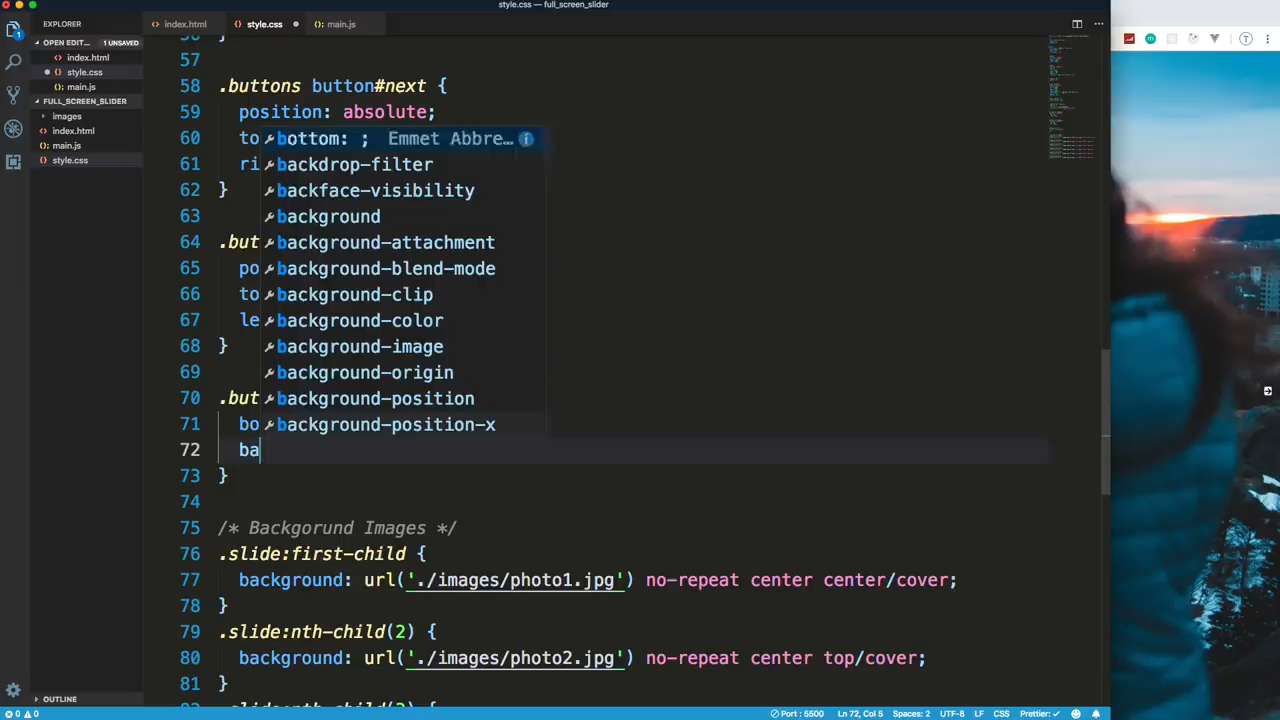 style.css — full_screen_slider
EXPLORER
index.html
style.css
main.js
OPEN EDIT... 1 UNSAVED
index.html
style.css
main.js
FULL_SCREEN_SLIDER
images
index.html
main.js
style.css
OUTLINE
}
57
58 .buttons button#next {
59 position: absolute;
60 to
61 ri
62 }
63
64 .but
65 po
66 to
67 le
68 }
69
70 .but
71 bo
72 ba
73 }
74
75 /* Backgorund Images */
76 .slide:first-child {
77 background: url('./images/photo1.jpg') no-repeat center center/cover;
78 }
79 .slide:nth-child(2) {
80 background: url('./images/photo2.jpg') no-repeat center top/cover;
81 }
bottom: ; Emmet Abbre...
backdrop-filter
backface-visibility
background
background-attachment
background-blend-mode
background-clip
background-color
background-image
background-origin
background-position
background-position-x
0 0
Port : 5500
Ln 72, Col 5
Spaces: 2
UTF-8
LF
CSS
Prettier: ✓